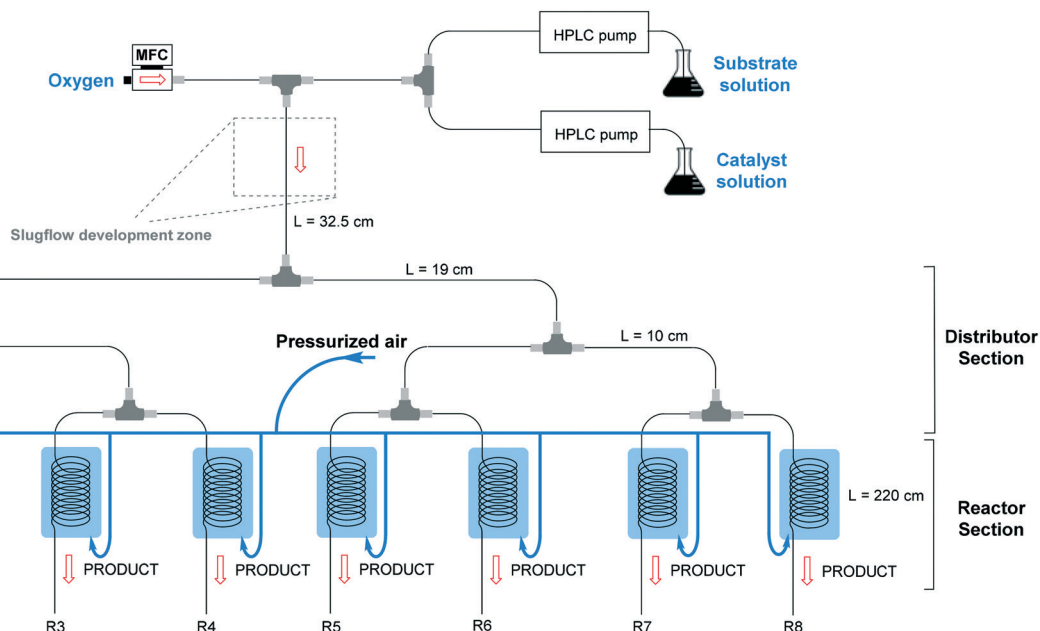 HPLC pump
MFC
Oxygen
Substrate
solution
HPLC pump
Catalyst
solution
L = 32.5 cm
Slugflow development zone
L = 19 cm
Pressurized air
L = 10 cm
Distributor
Section
L = 220 cm
Reactor
Section
PRODUCT
PRODUCT
PRODUCT
PRODUCT
PRODUCT
PRODUCT
R3
R4
R5
R6
R7
R8